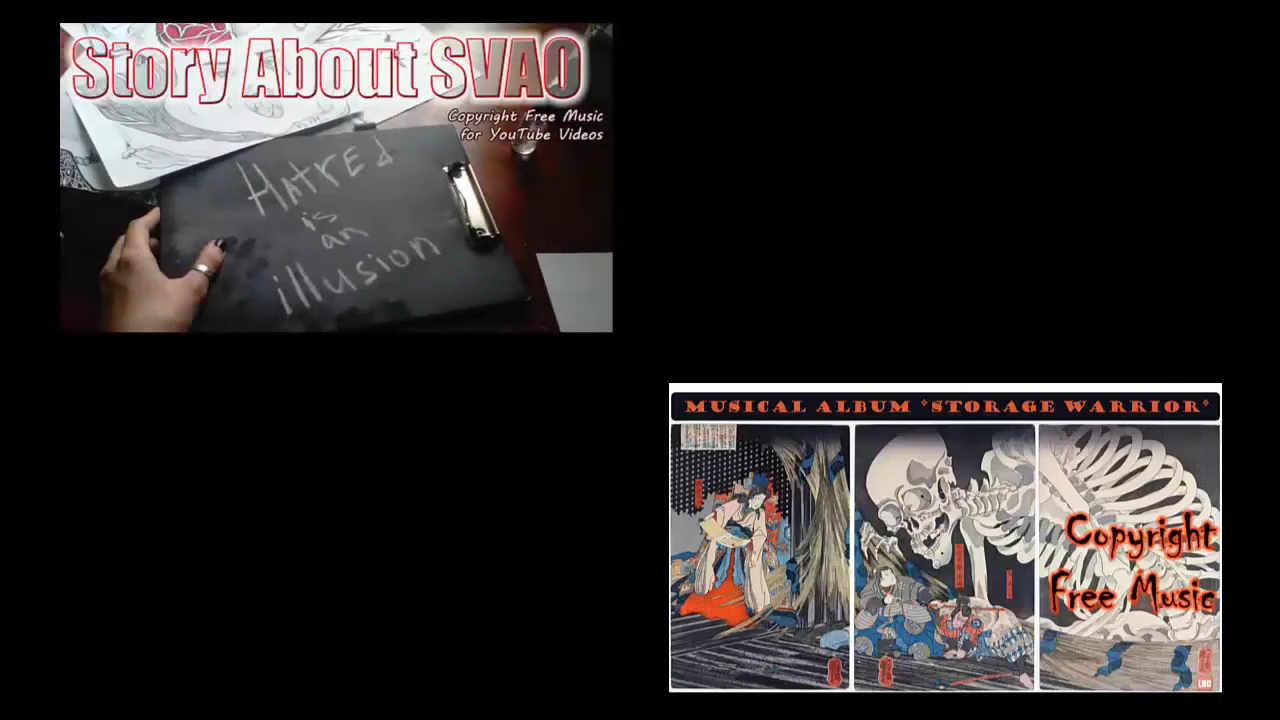 Story About SVAO
Copyright Free Music
for YouTube Videos
HAtREd
is
an
illusion
MUSICAL ALBUM "STORAGE WARRIOR"
Copyright
Free Music